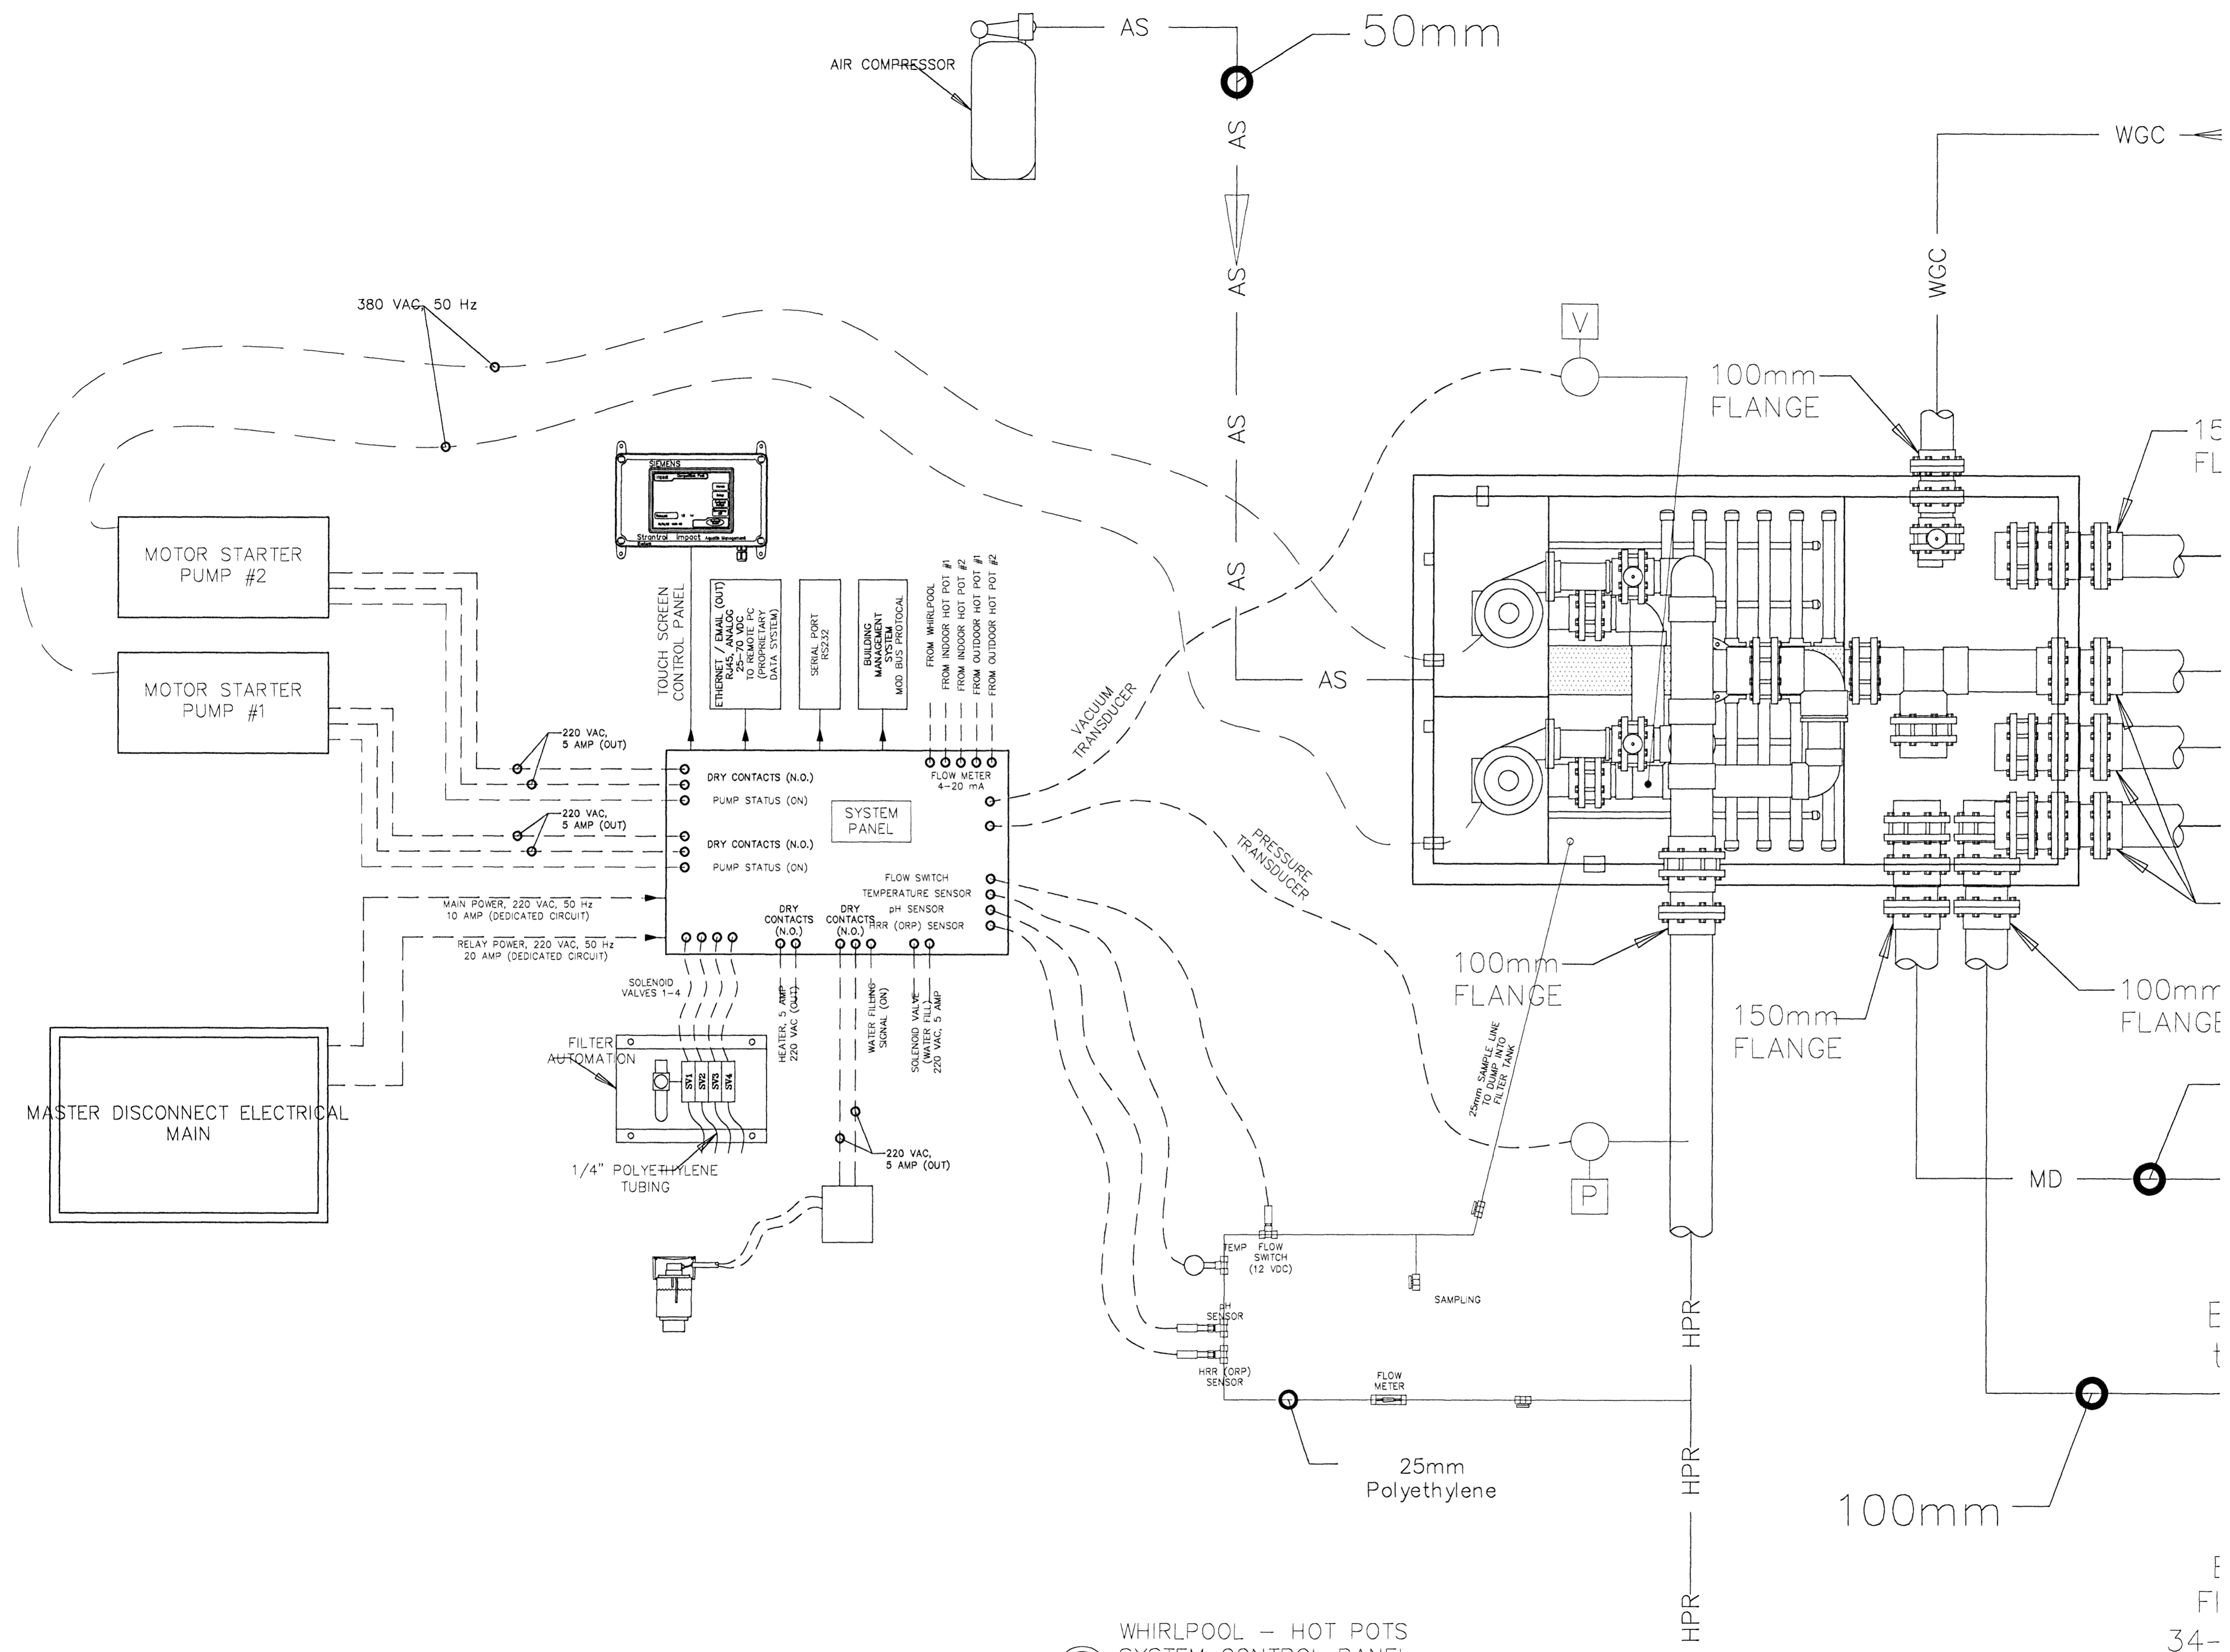 50mm
AS
AIR COMPRESSOR
AS
WGC
AS
WGC
380 VAC, 50 Hz
V
100mm
FLANGE
AS
15
FL
SIEMENS
Strantrol Impact Aquatic Management
MOTOR STARTER
PUMP #2
AS
TOUCH SCREEN
CONTROL PANEL
ETHERNET / EMAIL (OUT)
RJ45, ANALOG
25-70 VDC
TO REMOTE PC
(PROPRIETARY
DATA SYSTEM)
SERIAL PORT
RS232
BUILDING
MANAGEMENT
SYSTEM
MOD BUS PROTOCAL
FROM WHIRLPOOL
FROM INDOOR HOT POT #1
FROM INDOOR HOT POT #2
FROM OUTDOOR HOT POT #1
FROM OUTDOOR HOT POT #2
AS
MOTOR STARTER
PUMP #1
VACUUM
TRANSDUCER
220 VAC,
5 AMP (OUT)
DRY CONTACTS (N.O.)
PUMP STATUS (ON)
FLOW METER
4-20 mA
SYSTEM
PANEL
220 VAC,
5 AMP (OUT)
DRY CONTACTS (N.O.)
PUMP STATUS (ON)
PRESSURE
TRANSDUCER
FLOW SWITCH
TEMPERATURE SENSOR
pH SENSOR
HRR (ORP) SENSOR
DRY
CONTACTS
(N.O.)
DRY
CONTACTS
(N.O.)
MAIN POWER, 220 VAC, 50 Hz
10 AMP (DEDICATED CIRCUIT)
RELAY POWER, 220 VAC, 50 Hz
20 AMP (DEDICATED CIRCUIT)
SOLENOID
VALVES 1-4
HEATER, 5 AMP
220 VAC (OUT)
WATER FILLING
SIGNAL (ON)
SOLENOID VALVE
(WATER FILL)
220 VAC, 5 AMP
100mm
FLANGE
150mm
FLANGE
100mm
FLANGE
25mm SAMPLE LINE
TO DUMP INTO
FILTER TANK
FILTER
AUTOMATION
SV1
SV2
SV3
SV4
MASTER DISCONNECT ELECTRICAL
MAIN
1/4" POLYETHYLENE
TUBING
220 VAC,
5 AMP (OUT)
P
MD
TEMP
FLOW
SWITCH
(12 VDC)
SAMPLING
pH
SENSOR
HRR (ORP)
SENSOR
FLOW
METER
HPR
25mm
Polyethylene
HPR
100mm
HPR
34-
WHIRLPOOL - HOT POTS
SYSTEM CONTROL PANEL